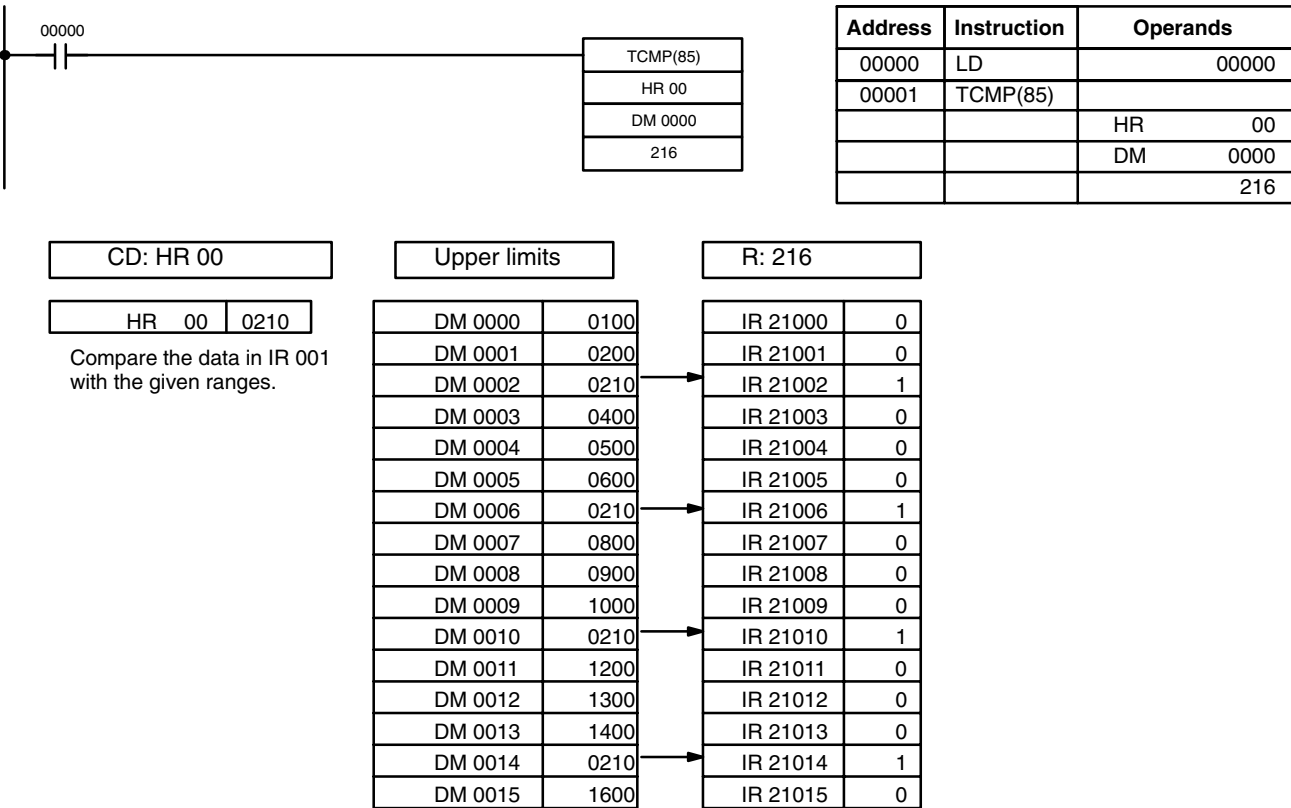 00000
TCMP(85)
HR 00
DM 0000
216
Address Instruction Operands
00000 LD 00000
00001 TCMP(85)
HR 00
DM 0000
216
CD: HR 00
Upper limits
R: 216
HR 00 0210
Compare the data in IR 001
with the given ranges.
DM 0000 0100 IR 21000 0
DM 0001 0200 IR 21001 0
DM 0002 0210 IR 21002 1
DM 0003 0400 IR 21003 0
DM 0004 0500 IR 21004 0
DM 0005 0600 IR 21005 0
DM 0006 0210 IR 21006 1
DM 0007 0800 IR 21007 0
DM 0008 0900 IR 21008 0
DM 0009 1000 IR 21009 0
DM 0010 0210 IR 21010 1
DM 0011 1200 IR 21011 0
DM 0012 1300 IR 21012 0
DM 0013 1400 IR 21013 0
DM 0014 0210 IR 21014 1
DM 0015 1600 IR 21015 0